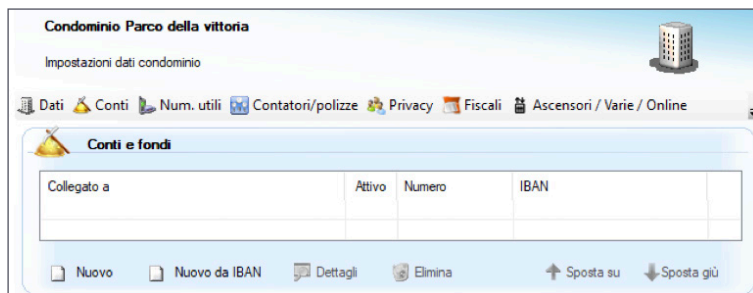 Condominio Parco della vittoria
Impostazioni dati condominio
Dati Conti Num. utili Contatori/polizze Privacy Fiscali Ascensori / Varie / Online
Conti e fondi
Collegato a Attivo Numero IBAN
Nuovo Nuovo da IBAN Dettagli Elimina Sposta su Sposta giù